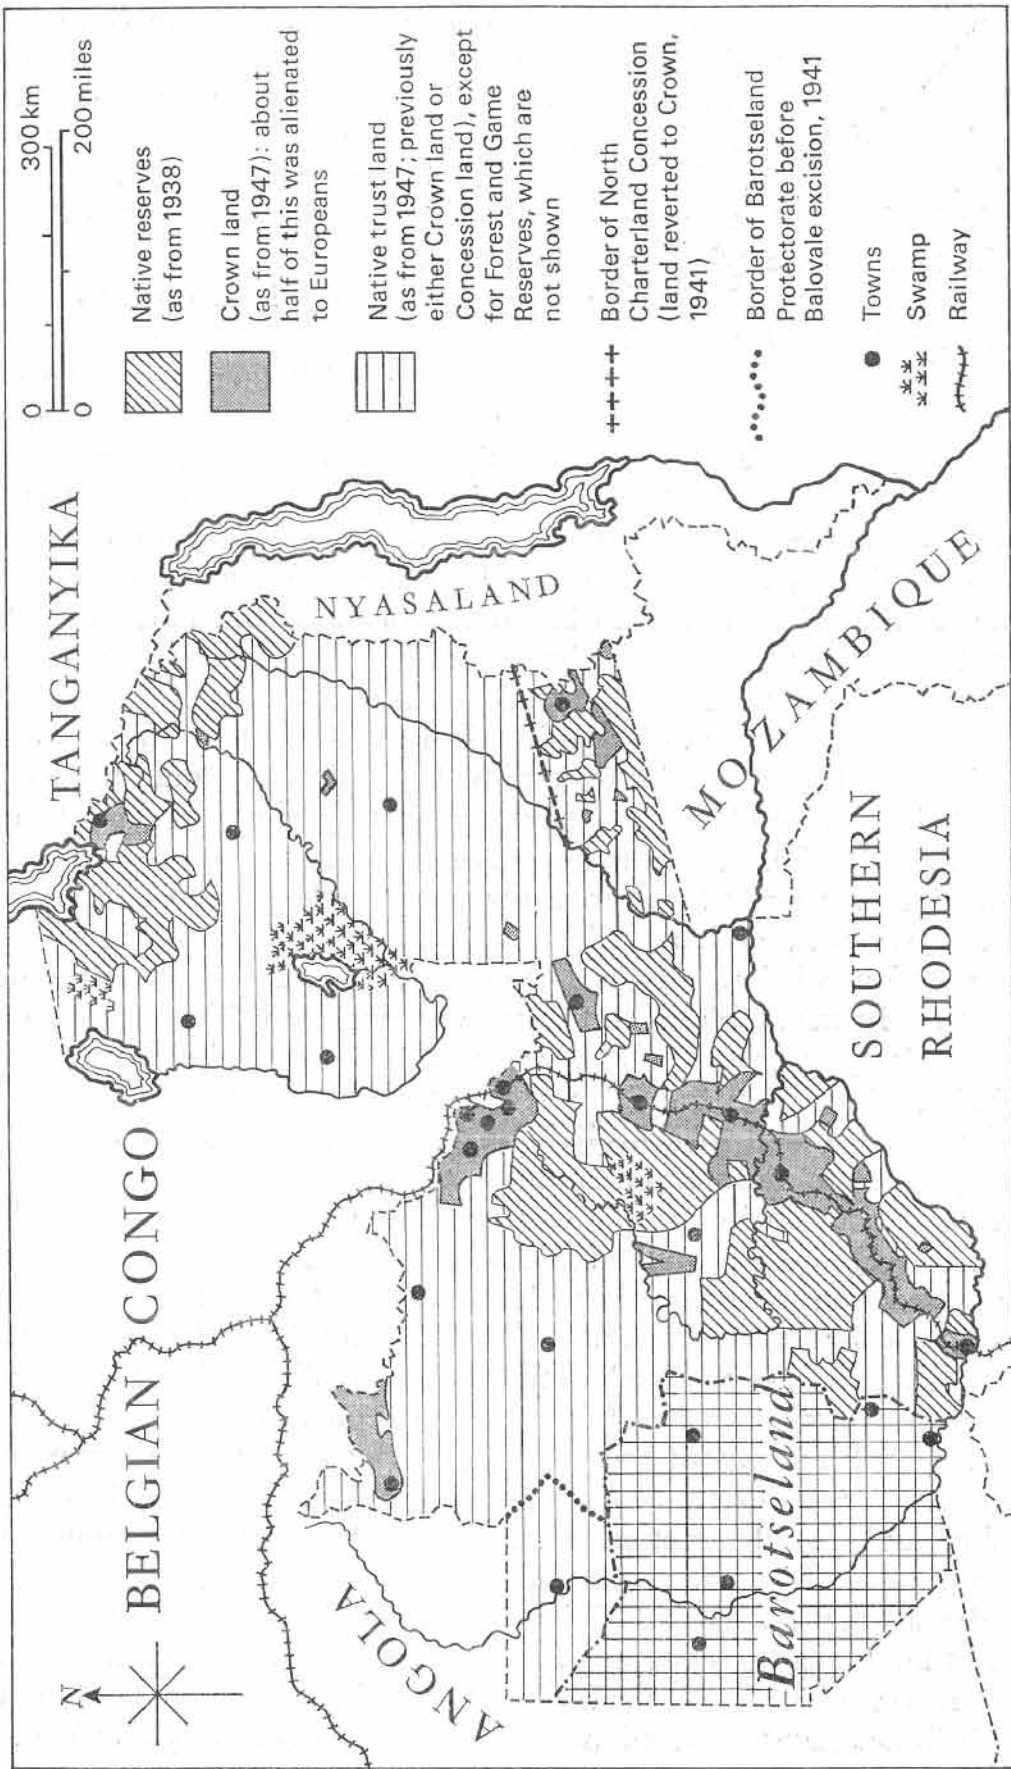 N
BELGIAN CONGO
TANGANYIKA
ANGOLA
NYASALAND
MOZAMBIQUE
SOUTHERN
RHODESIA
Barotseland
0
300 km
0
200 miles
Native reserves
(as from 1938)
Crown land
(as from 1947): about
half of this was alienated
to Europeans
Native trust land
(as from 1947; previously
either Crown land or
Concession land), except
for Forest and Game
Reserves, which are
not shown
Border of North
Charterland Concession
(land reverted to Crown,
1941)
Border of Barotseland
Protectorate before
Balovale excision, 1941
Towns
Swamp
Railway